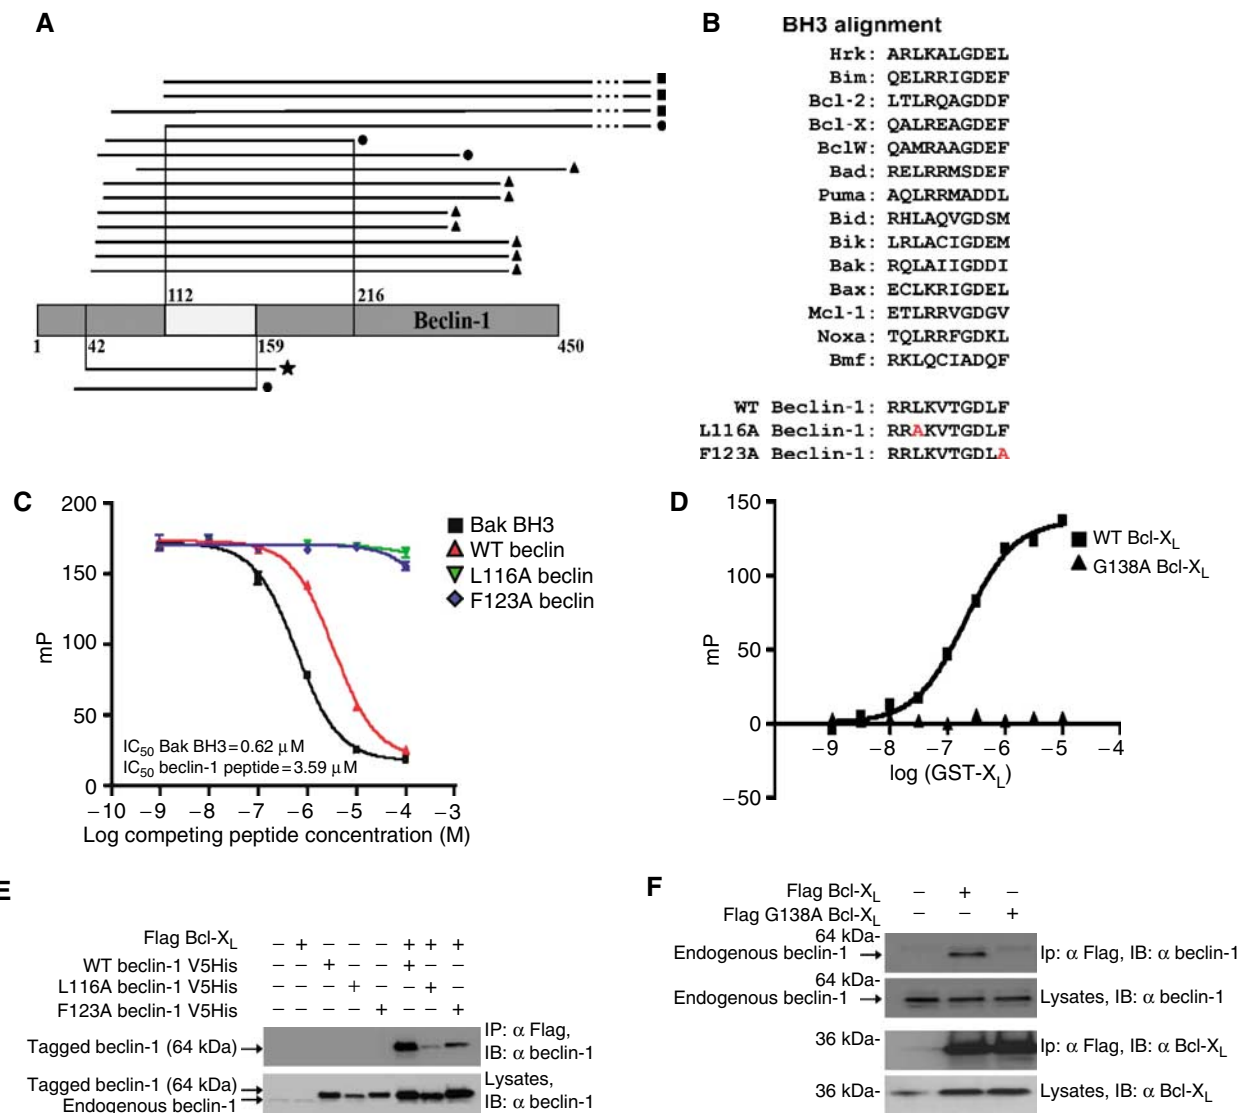 A
112
216
Beclin-1
1
42
159
450
B
BH3 alignment
Hrk: ARLKALGDEL
Bim: QELRRIGDEF
Bcl-2: LTLRQAGDDF
Bcl-X: QALREAGDEF
BclW: QAMRAAGDEF
Bad: RELRRMSDEF
Puma: AQLRRMADDL
Bid: RHLAQVGDSM
Bik: LRLACIGDEM
Bak: RQLAIIGDDI
Bax: ECLKRIGDEL
Mcl-1: ETLRRVGDGV
Noxa: TQLRRFGDKL
Bmf: RKLQCIADQF
WT Beclin-1: RRLKVTGDLF
L116A Beclin-1: RRAKVTGDLF
F123A Beclin-1: RRLKVTGDLA
C
200
150
100
50
0
mP
Bak BH3
WT beclin
L116A beclin
F123A beclin
IC50 Bak BH3=0.62 μM
IC50 beclin-1 peptide=3.59 μM
−10 −9 −8 −7 −6 −5 −4 −3
Log competing peptide concentration (M)
D
150
100
50
0
−50
mP
WT Bcl-XL
G138A Bcl-XL
−9 −8 −7 −6 −5 −4
log (GST-XL)
E
Flag Bcl-XL − + − − − + + +
WT beclin-1 V5His − − + − − + − −
L116A beclin-1 V5His − − − + − − + −
F123A beclin-1 V5His − − − − + − − +
Tagged beclin-1 (64 kDa)
IP: α Flag,
IB: α beclin-1
Tagged beclin-1 (64 kDa)
Endogenous beclin-1
Lysates,
IB: α beclin-1
F
Flag Bcl-XL − + −
Flag G138A Bcl-XL − − +
64 kDa-
Endogenous beclin-1
Ip: α Flag, IB: α beclin-1
64 kDa-
Endogenous beclin-1
Lysates, IB: α beclin-1
36 kDa-
Ip: α Flag, IB: α Bcl-XL
36 kDa-
Lysates, IB: α Bcl-XL